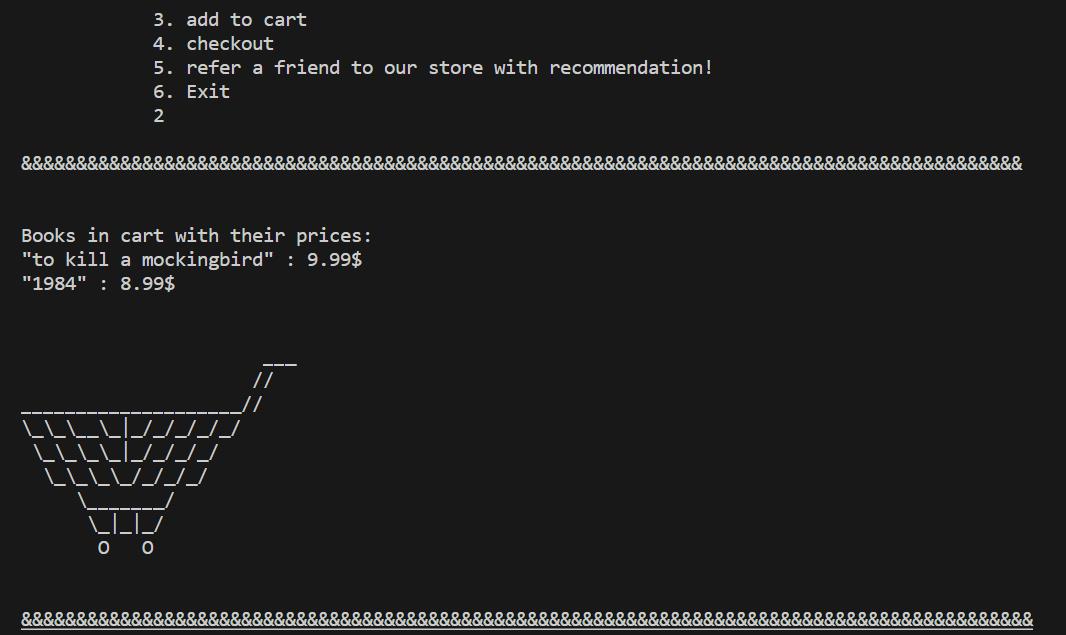 3. add to cart
4. checkout
5. refer a friend to our store with recommendation!
6. Exit
2
&&&&&&&&&&&&&&&&&&&&&&&&&&&&&&&&&&&&&&&&&&&&&&&&&&&&&&&&&&&&&&&&&&&&&&&&&&&&&&&&&&&&&&&&&&&
Books in cart with their prices:
"to kill a mockingbird" : 9.99$
"1984" : 8.99$
                      ___
                     //
____________________//
\_\_\__\_|_/_/_/_/_/
 \_\_\_\_|_/_/_/_/
  \_\_\_\_/_/_/_/
     \_______/
      \_|_|_/
       O   O
&&&&&&&&&&&&&&&&&&&&&&&&&&&&&&&&&&&&&&&&&&&&&&&&&&&&&&&&&&&&&&&&&&&&&&&&&&&&&&&&&&&&&&&&&&&&